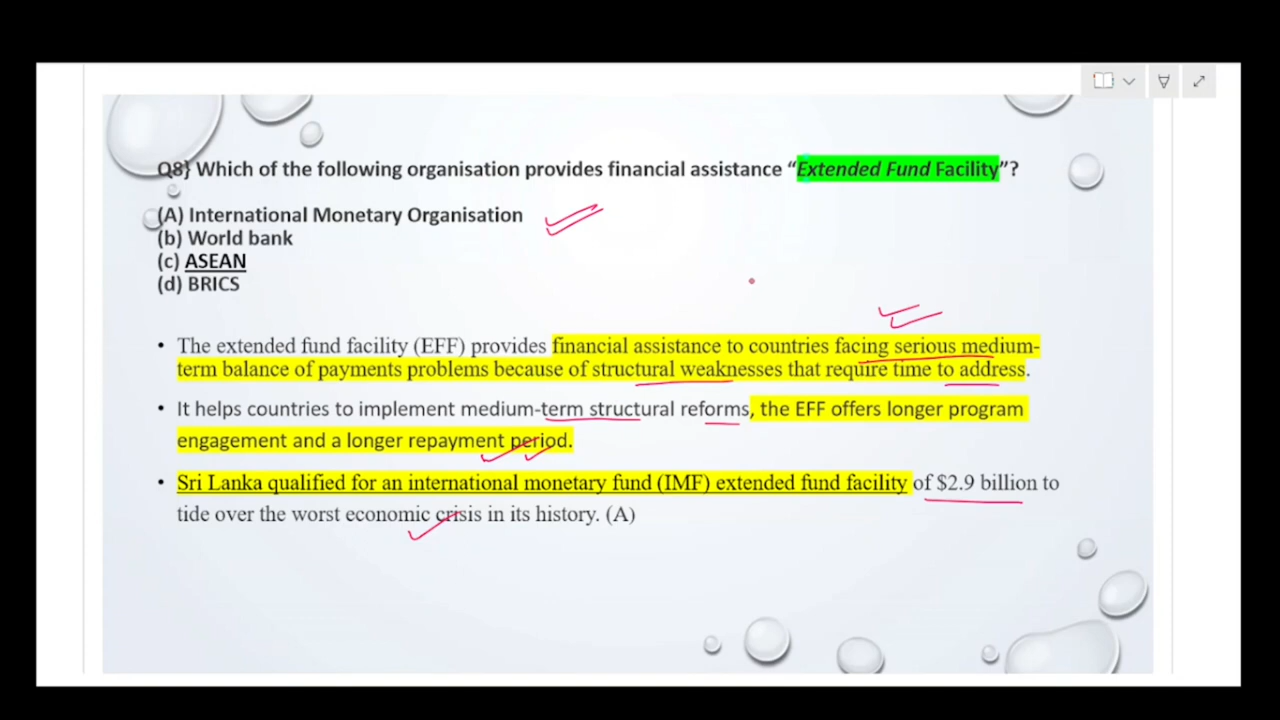 Q8} Which of the following organisation provides financial assistance “Extended Fund Facility”?
(A) International Monetary Organisation
(b) World bank
(c) ASEAN
(d) BRICS
• The extended fund facility (EFF) provides financial assistance to countries facing serious medium-
term balance of payments problems because of structural weaknesses that require time to address.
• It helps countries to implement medium-term structural reforms, the EFF offers longer program
engagement and a longer repayment period.
• Sri Lanka qualified for an international monetary fund (IMF) extended fund facility of $2.9 billion to
tide over the worst economic crisis in its history. (A)